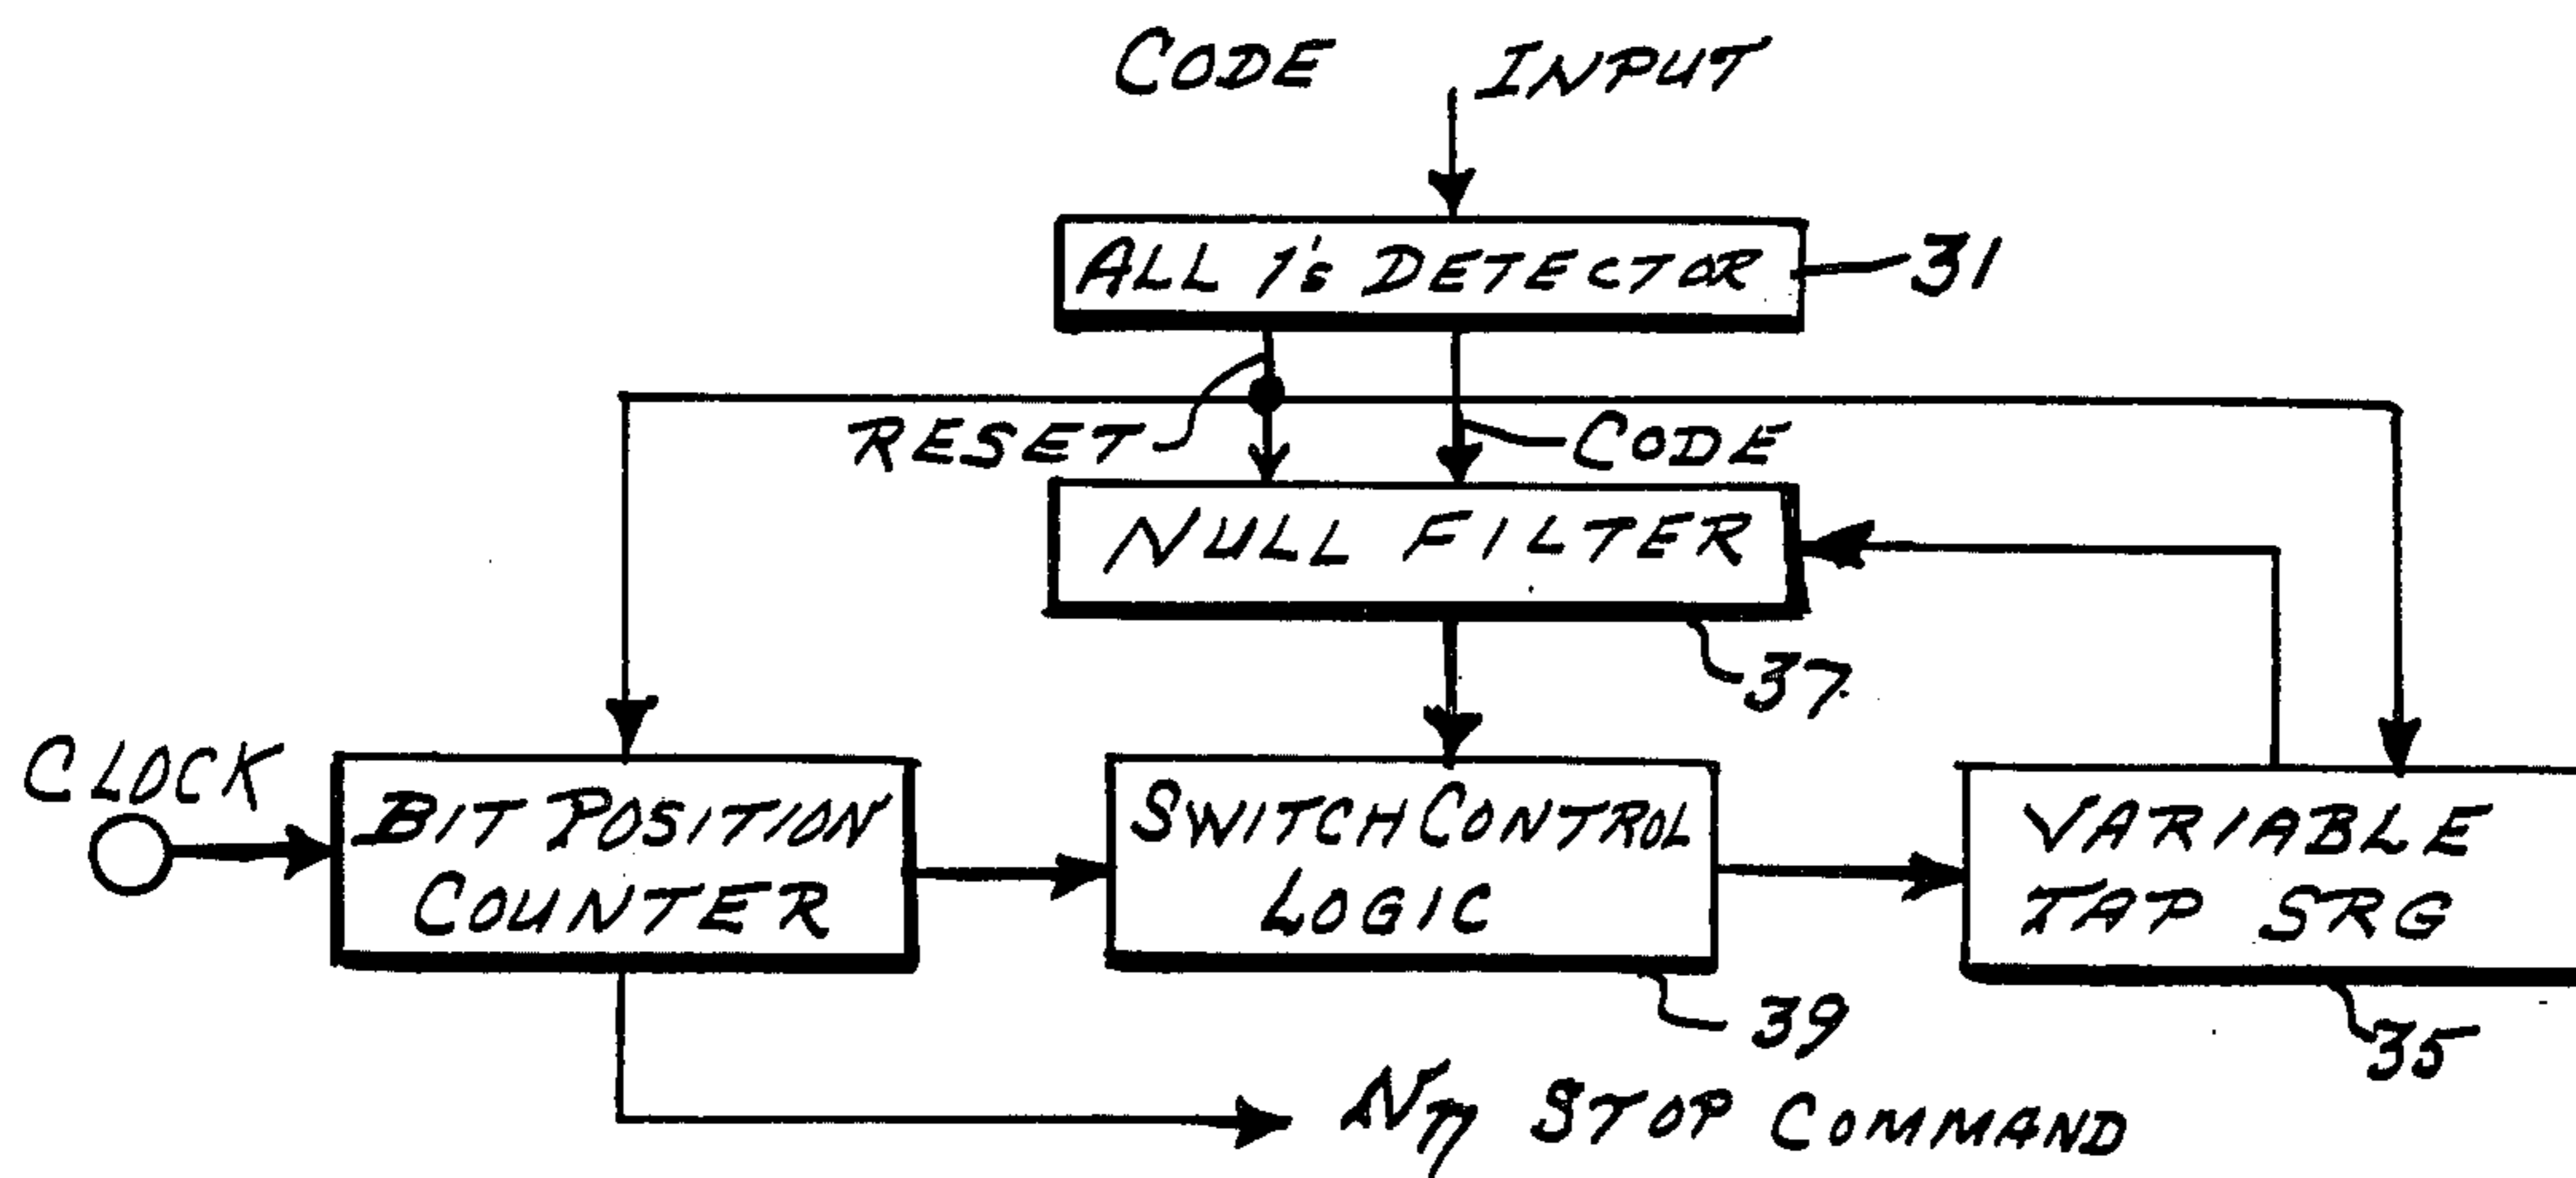 CODE INPUT
ALL 1's DETECTOR
31
RESET
CODE
NULL FILTER
37
CLOCK
BIT POSITION
COUNTER
SWITCH CONTROL
LOGIC
39
VARIABLE
TAP SRG
35
Nη STOP COMMAND